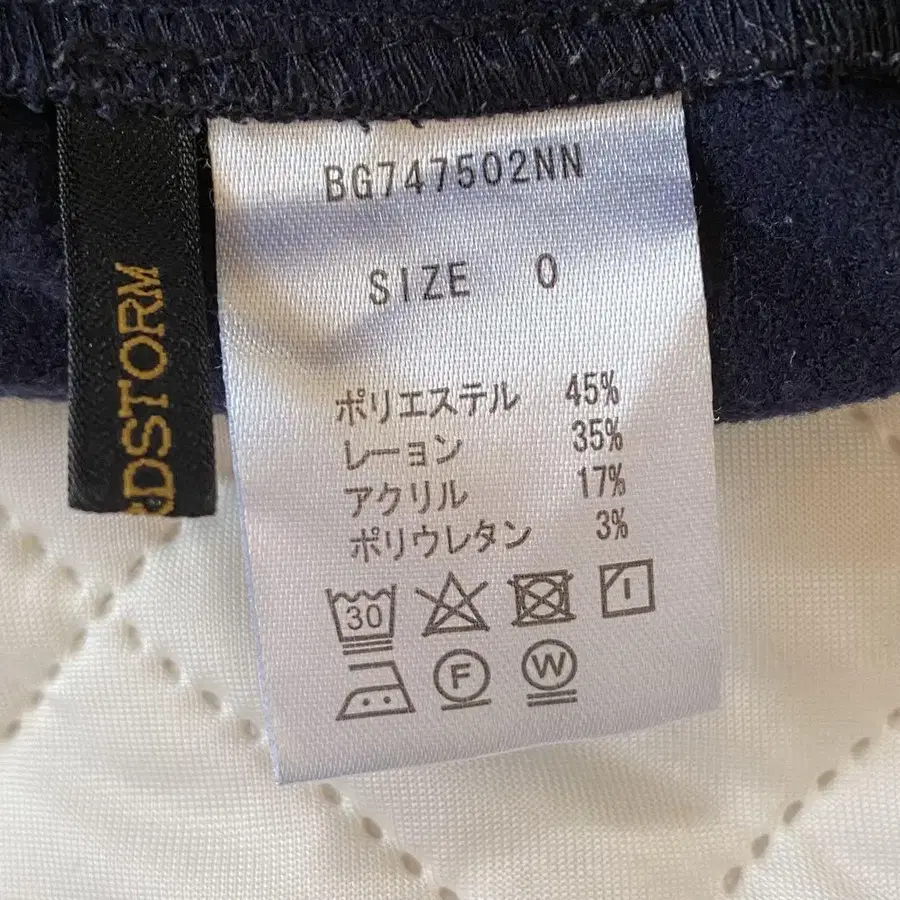 BG747502NN
SIZE 0
ポリエステル 45%
レーヨン 35%
アクリル 17%
ポリウレタン 3%
30
F
W
&DSTORM